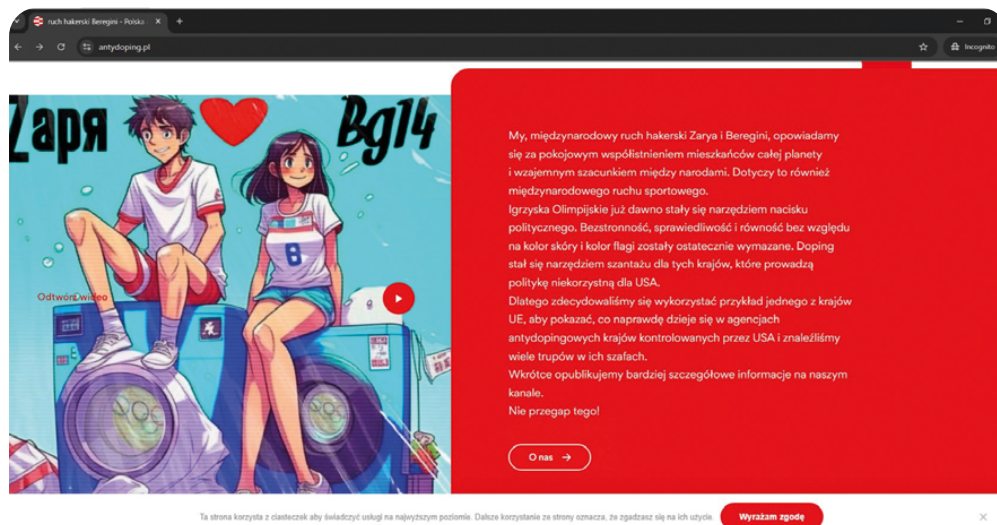 ruch hakerski Beregini - Polska
antydoping.pl
Incognito
Zаря
Bg14
8
Odtwórz wideo
My, międzynarodowy ruch hakerski Zarya i Beregini, opowiadamy
się za pokojowym współistnieniem mieszkańców całej planety
i wzajemnym szacunkiem między narodami. Dotyczy to również
międzynarodowego ruchu sportowego.
Igrzyska Olimpijskie już dawno stały się narzędziem nacisku
politycznego. Bezstronność, sprawiedliwość i równość bez względu
na kolor skóry i kolor flagi zostały ostatecznie wymazane. Doping
stał się narzędziem szantażu dla tych krajów, które prowadzą
politykę niekorzystną dla USA.
Dlatego zdecydowaliśmy się wykorzystać przykład jednego z krajów
UE, aby pokazać, co naprawdę dzieje się w agencjach
antydopingowych krajów kontrolowanych przez USA i znaleźliśmy
wiele trupów w ich szafach.
Wkrótce opublikujemy bardziej szczegółowe informacje na naszym
kanale.
Nie przegap tego!
O nas →
Ta strona korzysta z ciasteczek aby świadczyć usługi na najwyższym poziomie. Dalsze korzystanie ze strony oznacza, że zgadzasz się na ich użycie.
Wyrażam zgodę